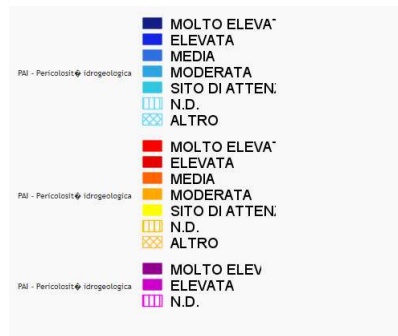 MOLTO ELEVAT
ELEVATA
MEDIA
PAI - Pericolosit� idrogeologica
MODERATA
SITO DI ATTEN
N.D.
ALTRO
MOLTO ELEVAT
ELEVATA
MEDIA
PAI - Pericolosit� idrogeologica
MODERATA
SITO DI ATTEN
N.D.
ALTRO
MOLTO ELEV
PAI - Pericolosit� idrogeologica
ELEVATA
N.D.